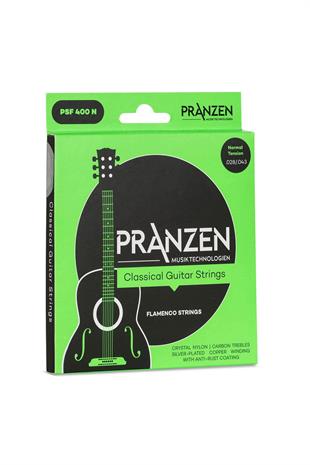 PSF 400 N
PRANZEN
MUSIKTECHNOLOGIEN
Normal
Tension
.028/.043
PRANZEN
MUSIKTECHNOLOGIEN
Classical Guitar Strings
FLAMENCO STRINGS
CRYSTAL NYLON | CARBON TREBLES
SILVER-PLATED COPPER WINDING
WITH ANTI-RUST COATING
Classical Guitar
Strings